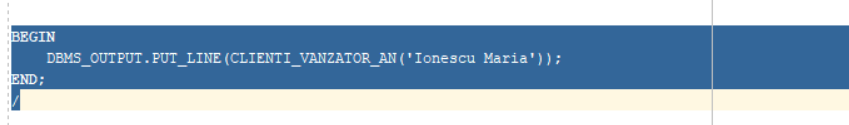 BEGIN
DBMS_OUTPUT.PUT_LINE(CLIENTI_VANZATOR_AN('Ionescu Maria'));
END;
/